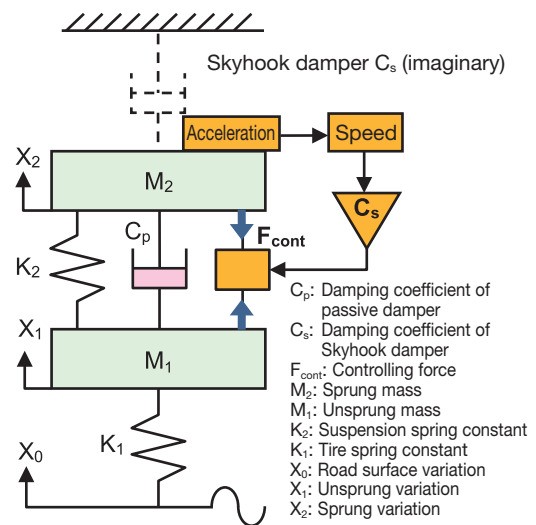 Skyhook damper Cₛ (imaginary)
Acceleration
Speed
X₂
M₂
Cₛ
Cₚ
F_cont
K₂
X₁
M₁
K₁
X₀
Cₚ: Damping coefficient of
passive damper
Cₛ: Damping coefficient of
Skyhook damper
F_cont: Controlling force
M₂: Sprung mass
M₁: Unsprung mass
K₂: Suspension spring constant
K₁: Tire spring constant
X₀: Road surface variation
X₁: Unsprung variation
X₂: Sprung variation